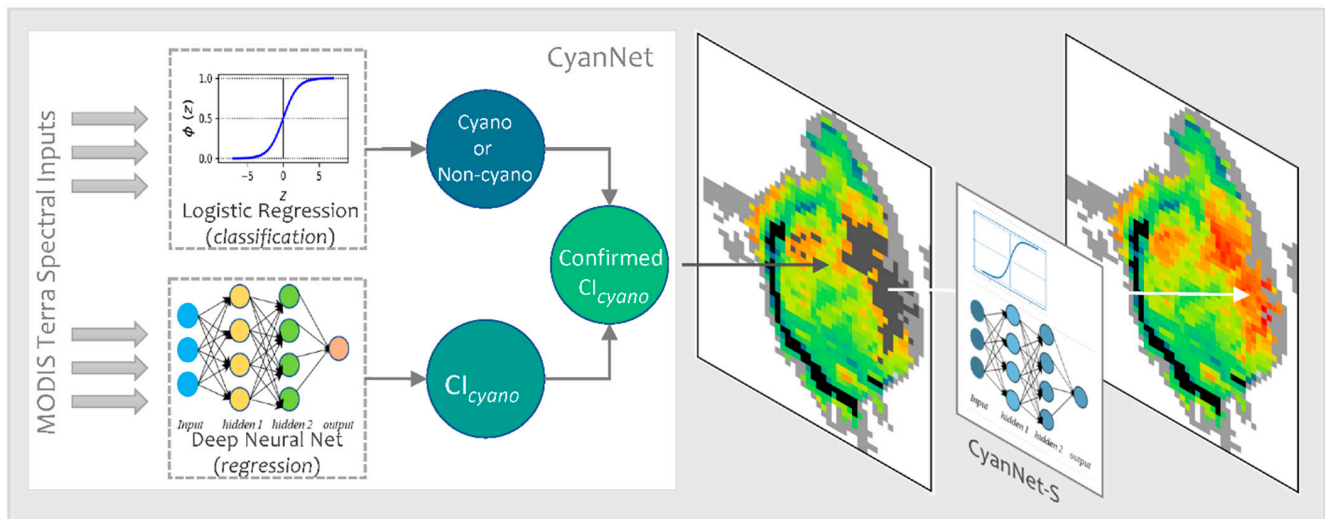 MODIS Terra Spectral Inputs
1.0
0.5
0.0
ϕ (z)
−5
0
5
z
Logistic Regression
(classification)
Input
hidden 1
hidden 2
output
Deep Neural Net
(regression)
CyanNet
Cyano
or
Non-cyano
Confirmed
CIcyano
CIcyano
Input
hidden 1
hidden 2
output
CyanNet-S